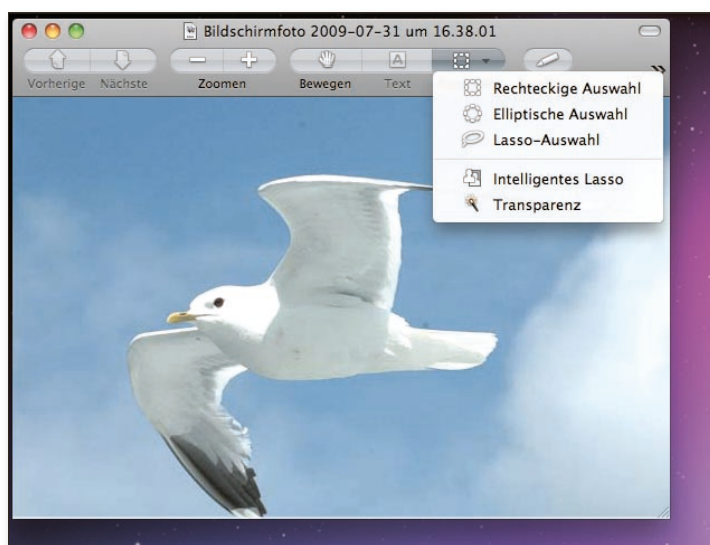 Bildschirmfoto 2009-07-31 um 16.38.01
Vorherige Nächste Zoomen Bewegen Text
Rechteckige Auswahl
Elliptische Auswahl
Lasso-Auswahl
Intelligentes Lasso
Transparenz